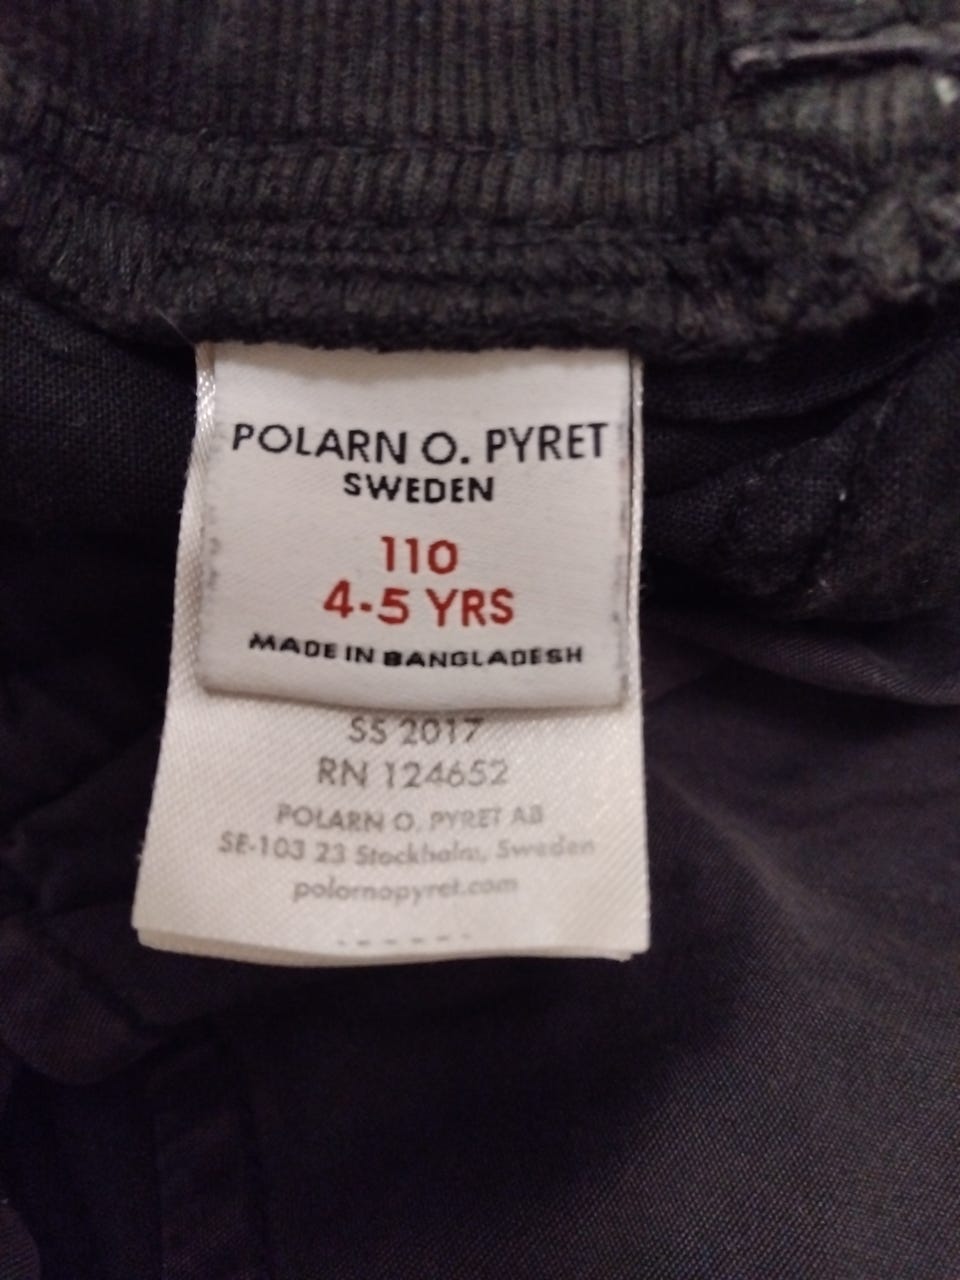 POLARN O. PYRET
SWEDEN
110
4-5 YRS
MADE IN BANGLADESH
SS 2017
RN 124652
POLARN O. PYRET AB
SE-103 23 Stockholm, Sweden
polarnopyret.com